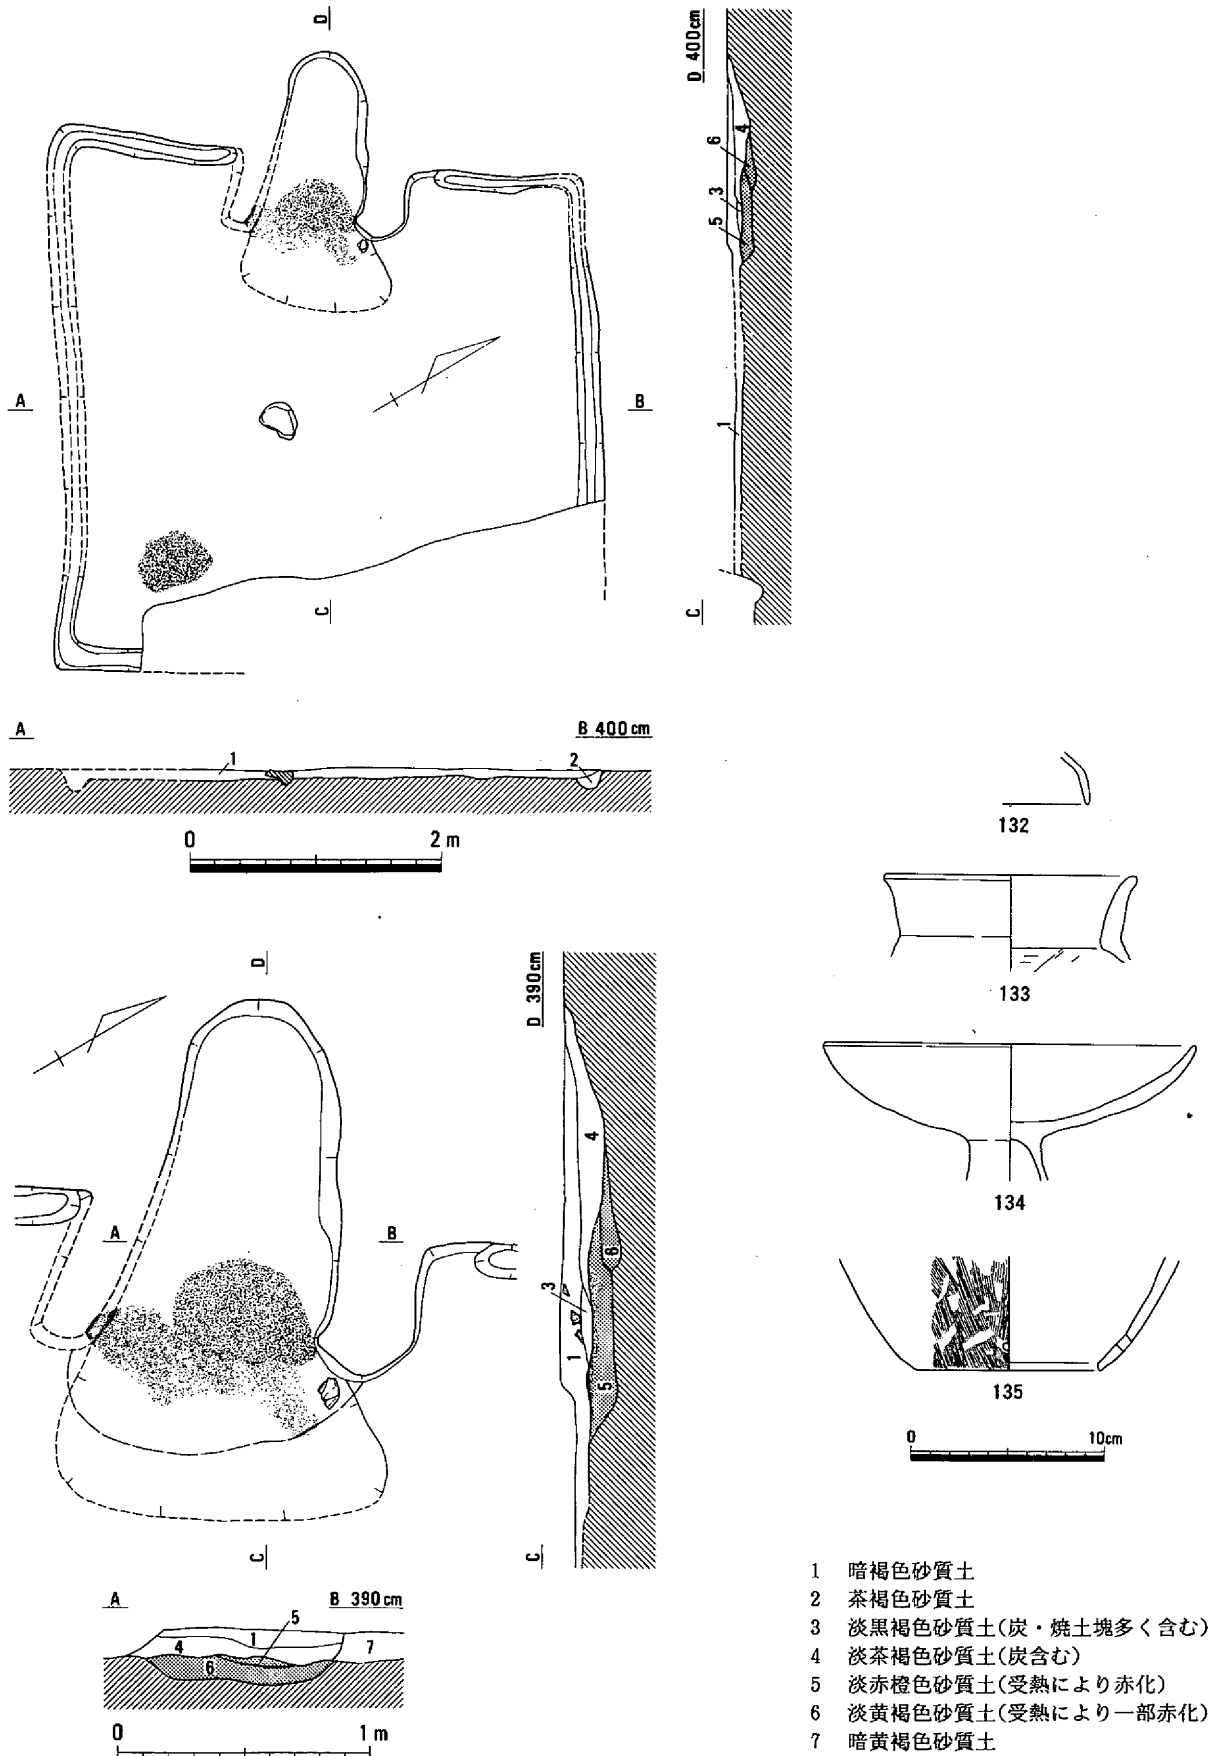 D
D 400cm
4
6
3
5
A
B
1
C
C
A
B 400cm
1
2
0 2m
132
133
134
135
0 10cm
D
D 390cm
4
A
B
6
3
1
5
C
C
A
B 390cm
5
4
1
7
6
0 1m
1 暗褐色砂質土
2 茶褐色砂質土
3 淡黒褐色砂質土(炭・焼土塊多く含む)
4 淡茶褐色砂質土(炭含む)
5 淡赤橙色砂質土(受熱により赤化)
6 淡黄褐色砂質土(受熱により一部赤化)
7 暗黄褐色砂質土